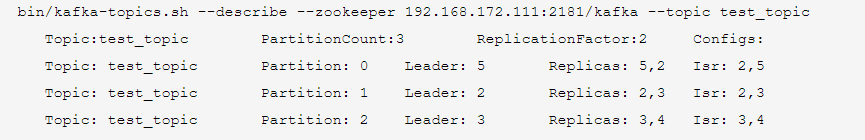 bin/kafka-topics.sh --describe --zookeeper 192.168.172.111:2181/kafka --topic test_topic
Topic:test_topic PartitionCount:3 ReplicationFactor:2 Configs:
Topic: test_topic Partition: 0 Leader: 5 Replicas: 5,2 Isr: 2,5
Topic: test_topic Partition: 1 Leader: 2 Replicas: 2,3 Isr: 2,3
Topic: test_topic Partition: 2 Leader: 3 Replicas: 3,4 Isr: 3,4